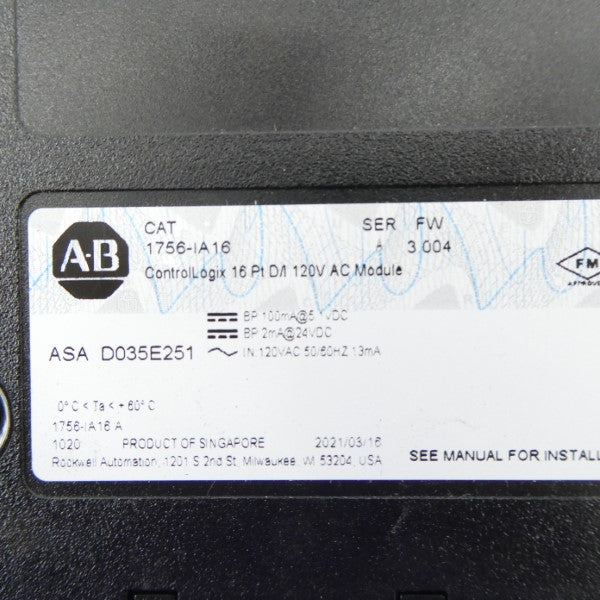 A-B
CAT SER FW
1756-IA16 A 3.004
ControlLogix 16 Pt D/I 120V AC Module
FM
APPROVED
BP 100mA@5.1VDC
BP 2mA@24VDC
ASA D035E251 IN 120VAC 50/60HZ 13mA
0° C < Ta < + 60° C
1756-IA16 A
1020 PRODUCT OF SINGAPORE 2021/03/16
Rockwell Automation, 1201 S 2nd St, Milwaukee, WI 53204, USA
SEE MANUAL FOR INSTALL